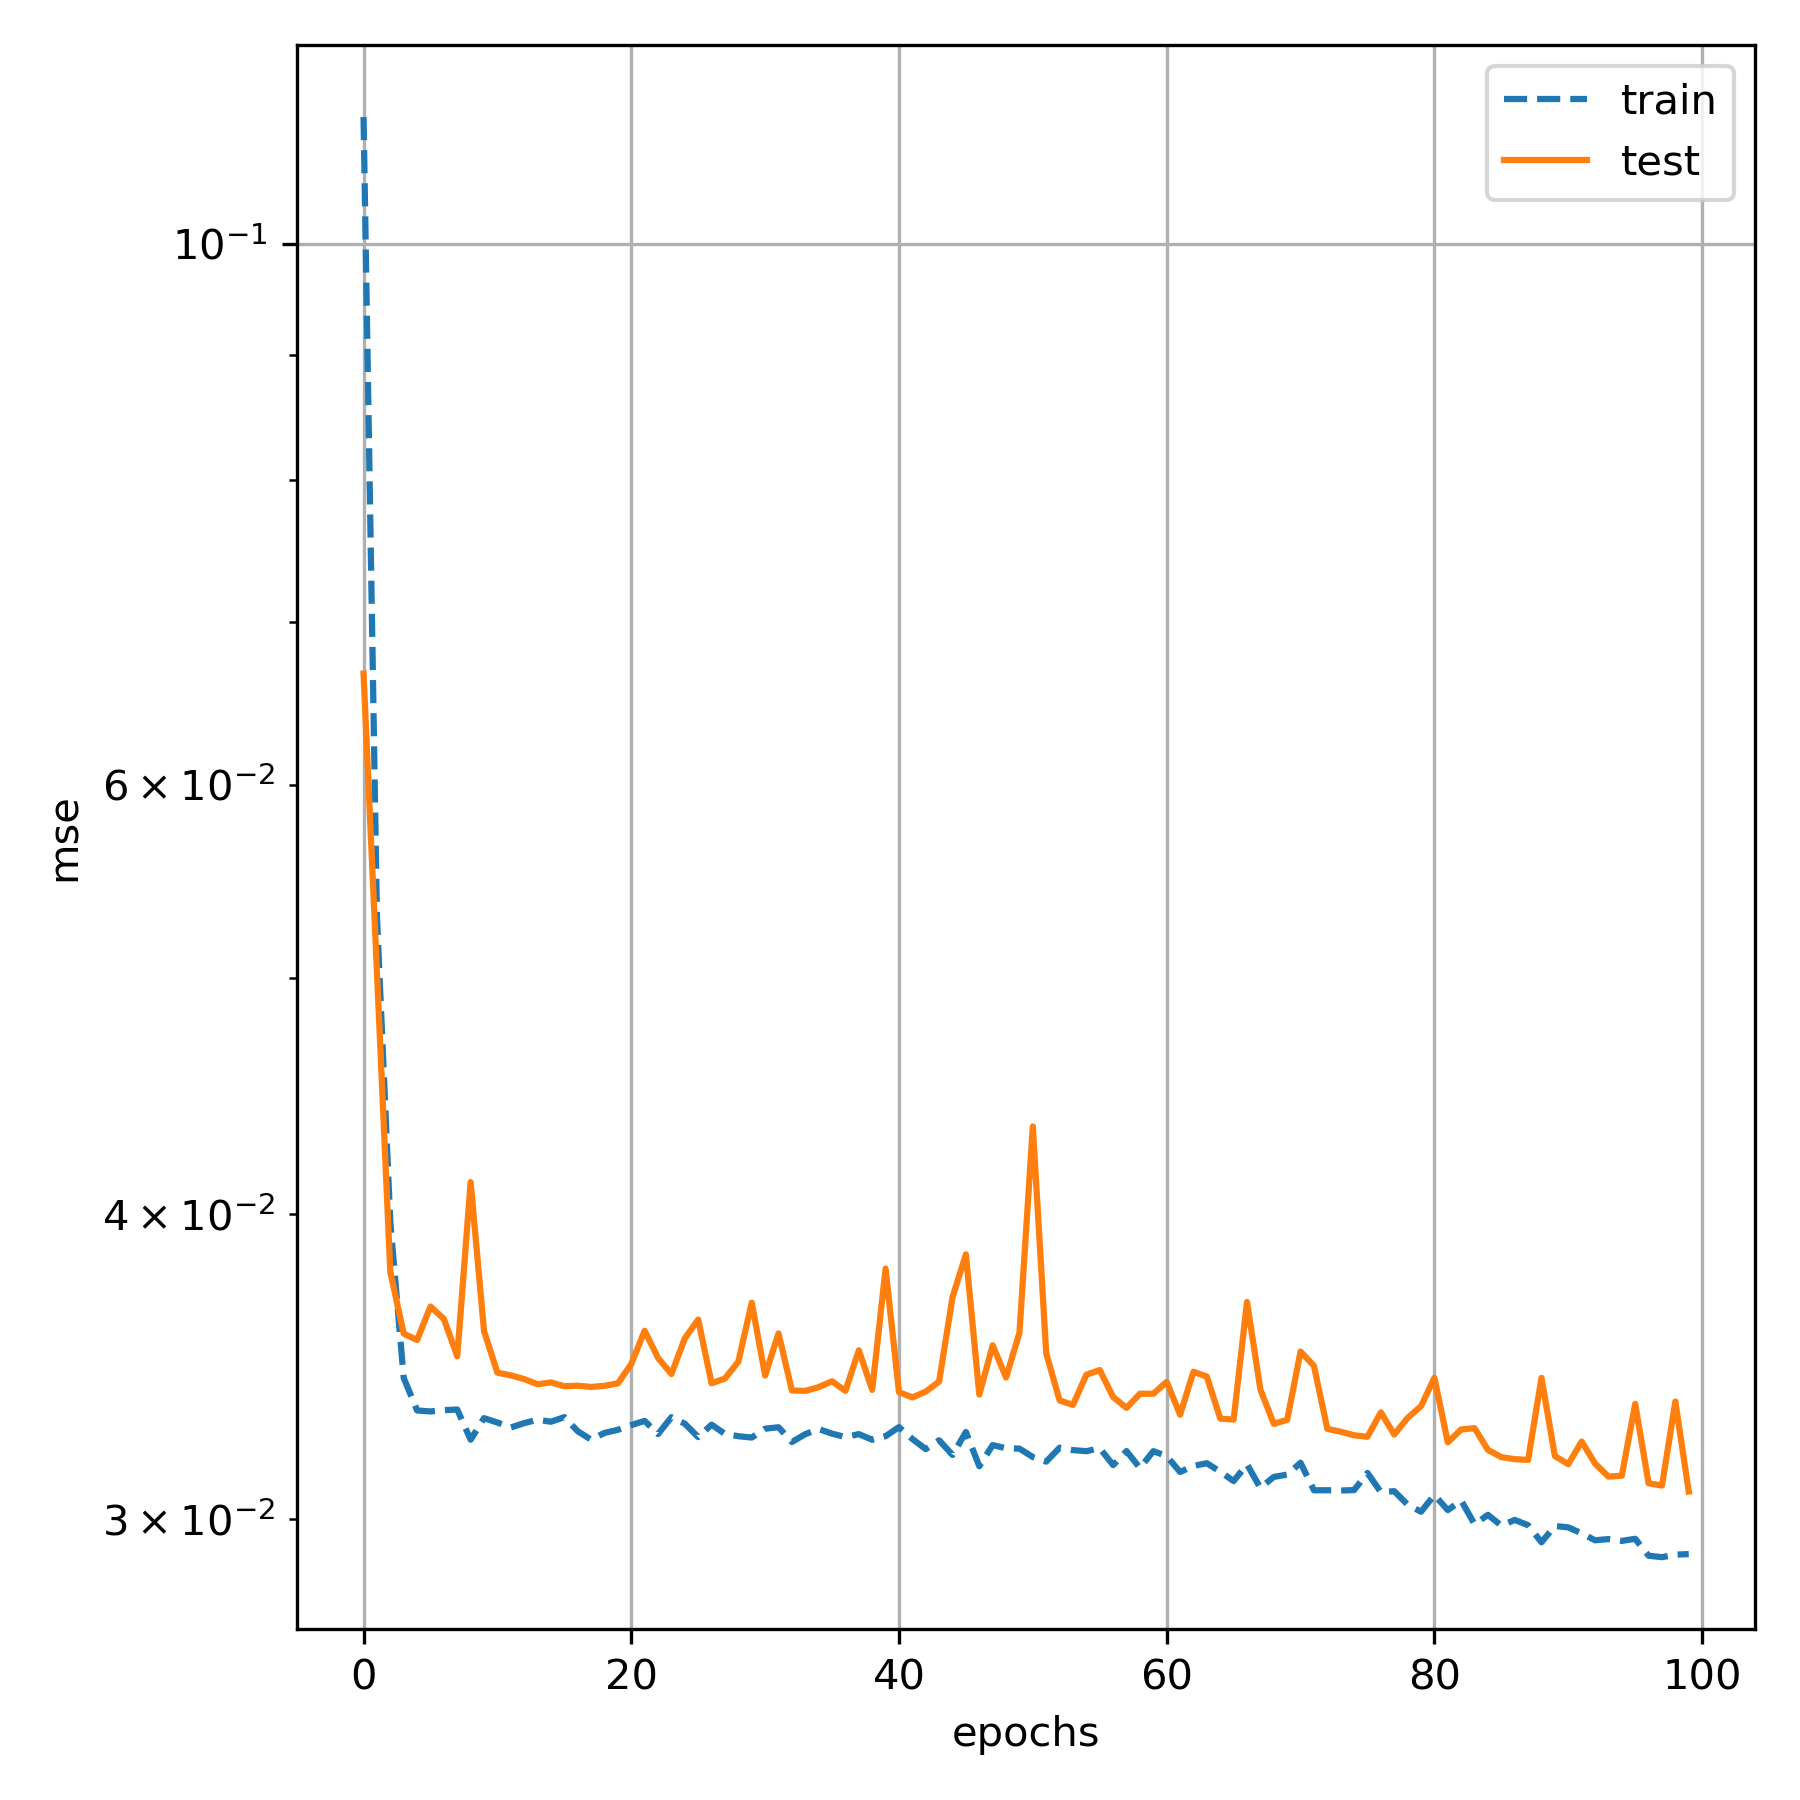 train
test
10⁻¹
6 × 10⁻²
4 × 10⁻²
3 × 10⁻²
mse
0 20 40 60 80 100
epochs